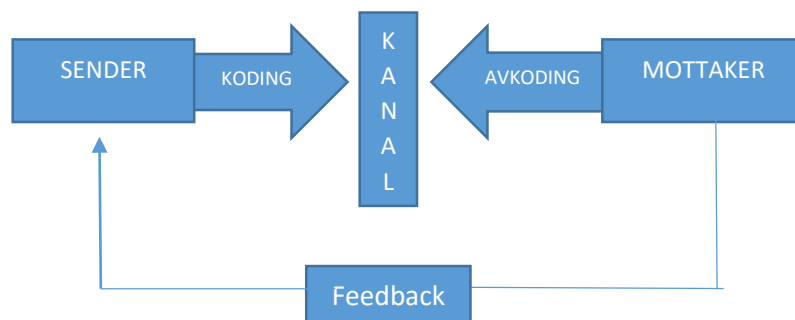 SENDER
KODING
K
A
N
A
L
AVKODING
MOTTAKER
Feedback